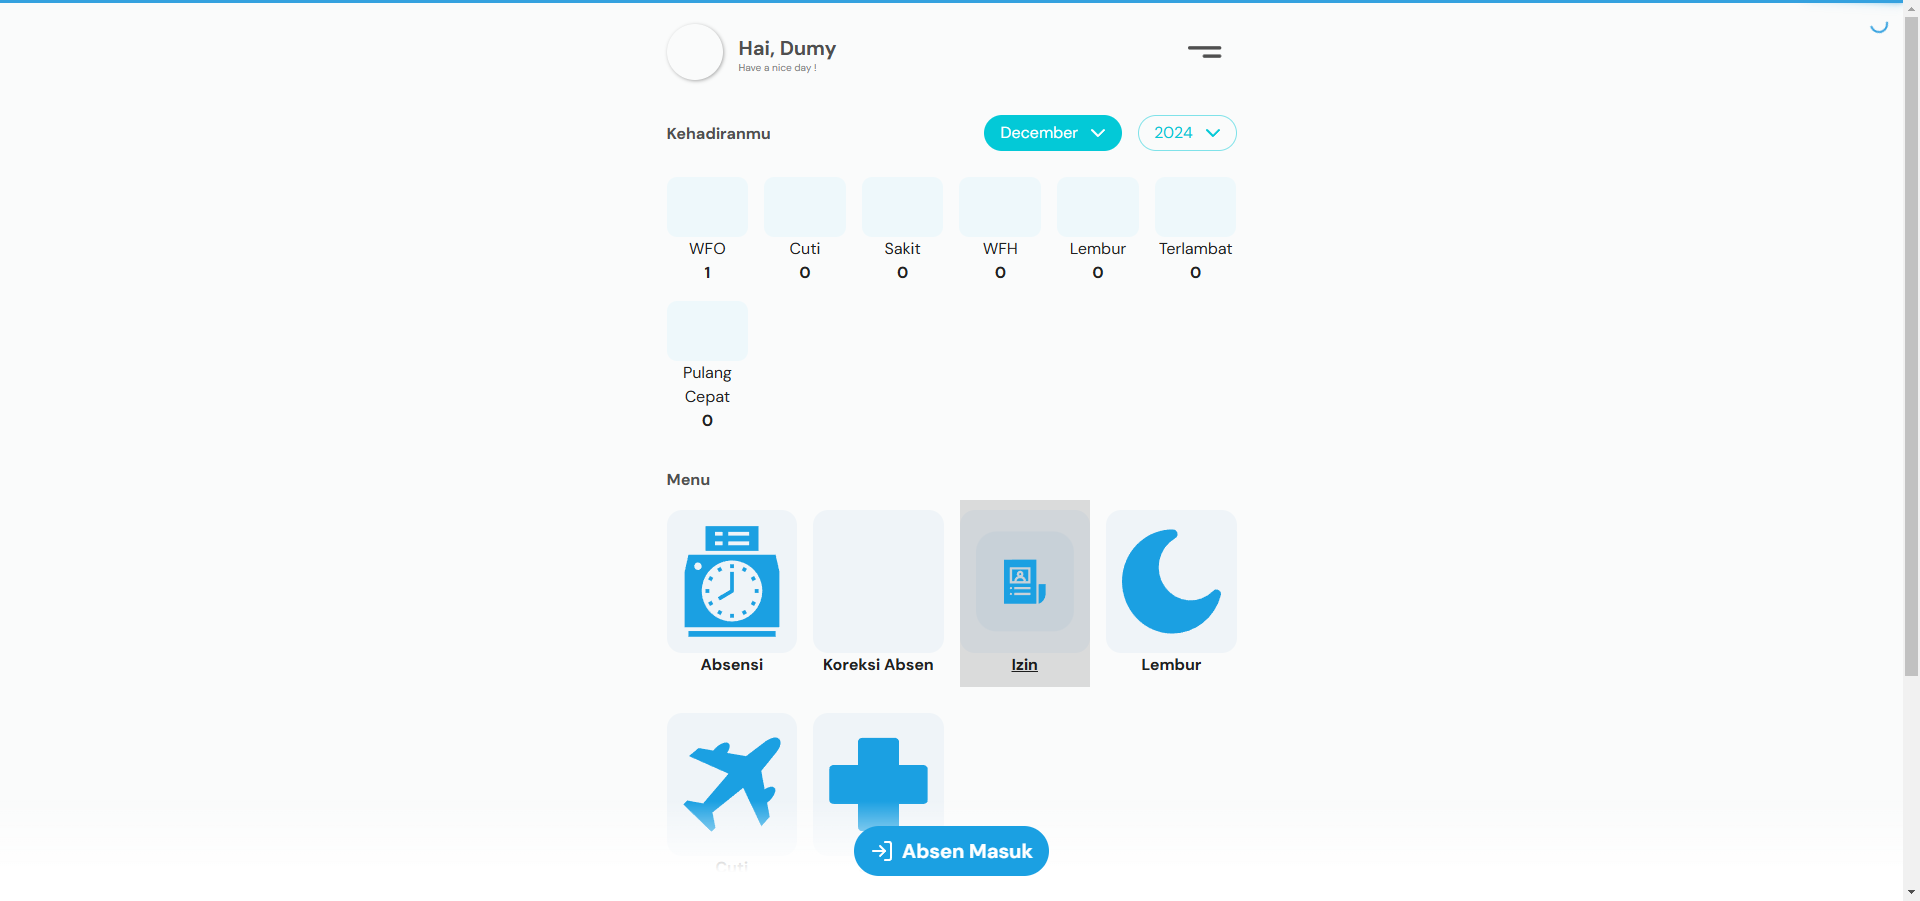 Hai, Dumy
Have a nice day !
Kehadiranmu
December
2024
WFO
1
Cuti
0
Sakit
0
WFH
0
Lembur
0
Terlambat
0
Pulang
Cepat
0
Menu
Absensi
Koreksi Absen
Izin
Lembur
Cuti
Absen Masuk